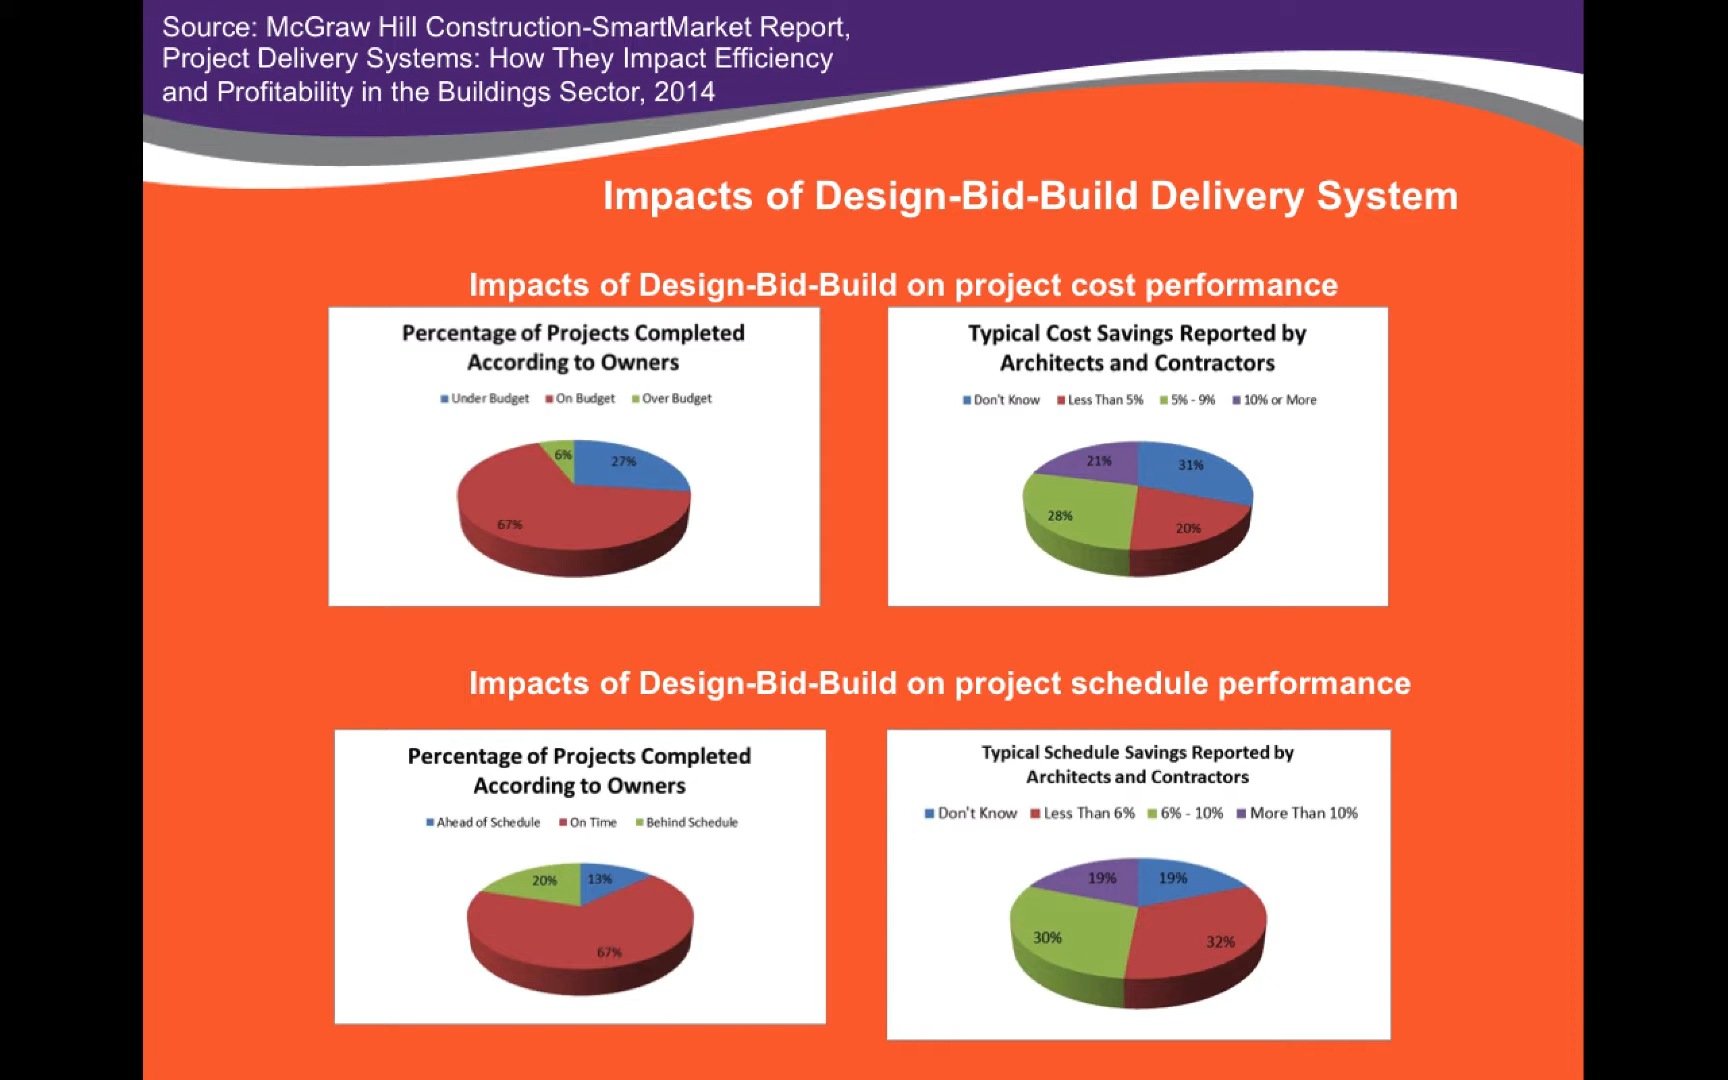 Source: McGraw Hill Construction-SmartMarket Report,
Project Delivery Systems: How They Impact Efficiency
and Profitability in the Buildings Sector, 2014
Impacts of Design-Bid-Build Delivery System
Impacts of Design-Bid-Build on project cost performance
Percentage of Projects Completed
According to Owners
Under Budget On Budget Over Budget
6% 27%
67%
Typical Cost Savings Reported by
Architects and Contractors
Don't Know Less Than 5% 5% - 9% 10% or More
21% 31%
28% 20%
Impacts of Design-Bid-Build on project schedule performance
Percentage of Projects Completed
According to Owners
Ahead of Schedule On Time Behind Schedule
20% 13%
67%
Typical Schedule Savings Reported by
Architects and Contractors
Don't Know Less Than 6% 6% - 10% More Than 10%
19% 19%
30% 32%